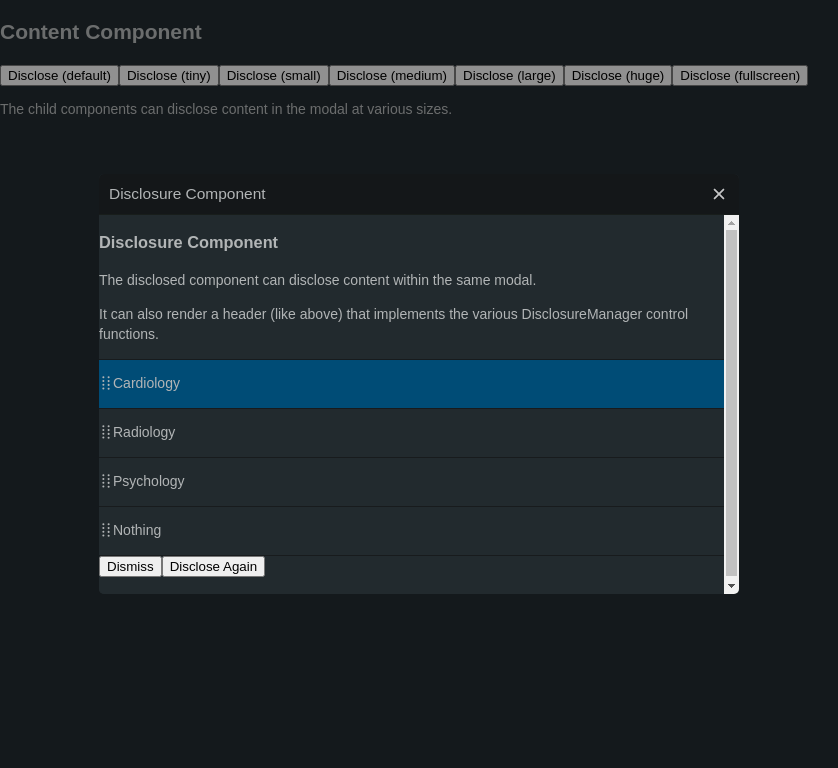 Content Component
Disclose (default) Disclose (tiny) Disclose (small) Disclose (medium) Disclose (large) Disclose (huge) Disclose (fullscreen)
The child components can disclose content in the modal at various sizes.
Disclosure Component
Disclosure Component
The disclosed component can disclose content within the same modal.
It can also render a header (like above) that implements the various DisclosureManager control
functions.
Cardiology
Radiology
Psychology
Nothing
Dismiss Disclose Again